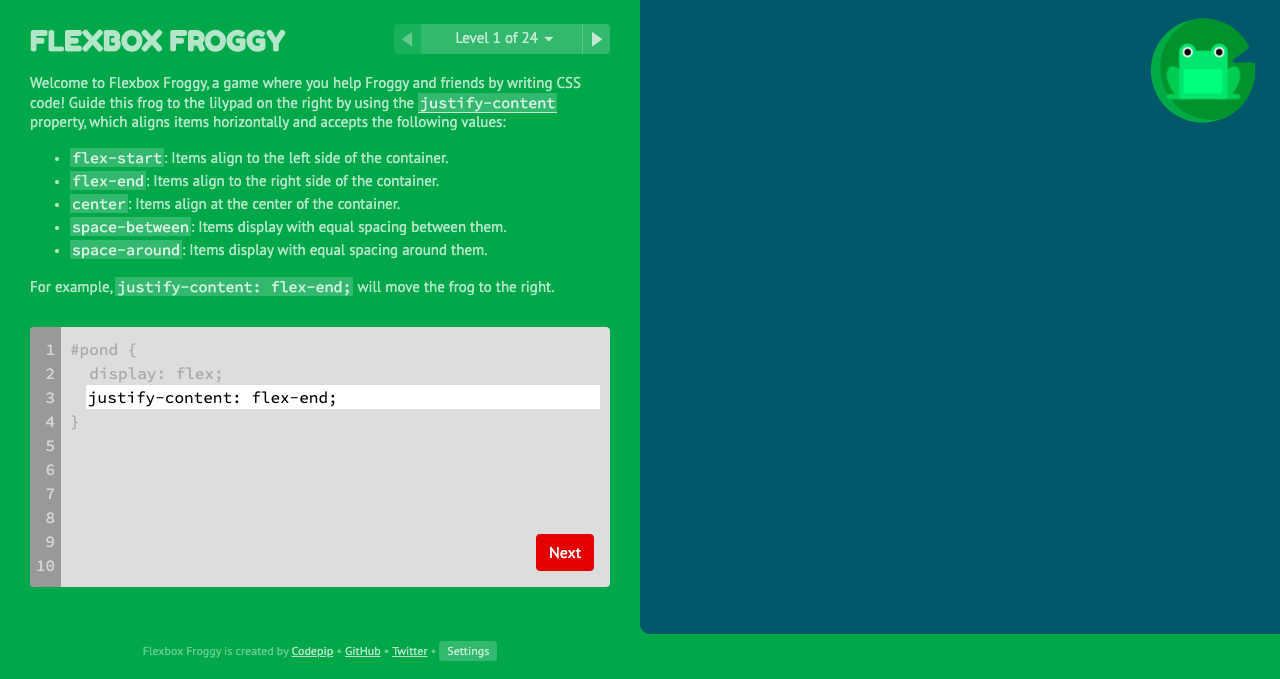 FLEXBOX FROGGY
Level 1 of 24
Welcome to Flexbox Froggy, a game where you help Froggy and friends by writing CSS
code! Guide this frog to the lilypad on the right by using the justify-content
property, which aligns items horizontally and accepts the following values:
• flex-start: Items align to the left side of the container.
• flex-end: Items align to the right side of the container.
• center: Items align at the center of the container.
• space-between: Items display with equal spacing between them.
• space-around: Items display with equal spacing around them.
For example, justify-content: flex-end; will move the frog to the right.
1 #pond {
2 display: flex;
3 justify-content: flex-end;
4 }
5
6
7
8
9
10
Next
Flexbox Froggy is created by Codepip • GitHub • Twitter • Settings